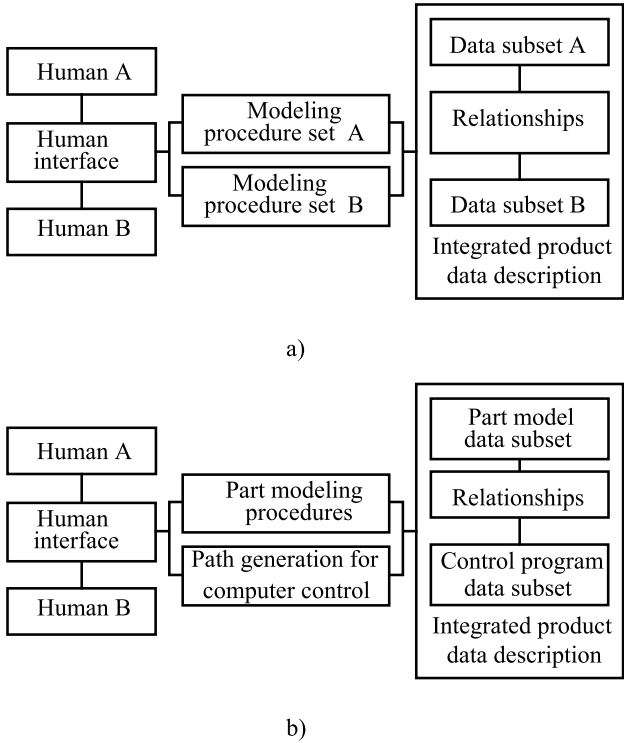 Human A
Human
interface
Human B
Modeling
procedure set A
Modeling
procedure set B
Data subset A
Relationships
Data subset B
Integrated product
data description
a)
Human A
Human
interface
Human B
Part modeling
procedures
Path generation for
computer control
Part model
data subset
Relationships
Control program
data subset
Integrated product
data description
b)